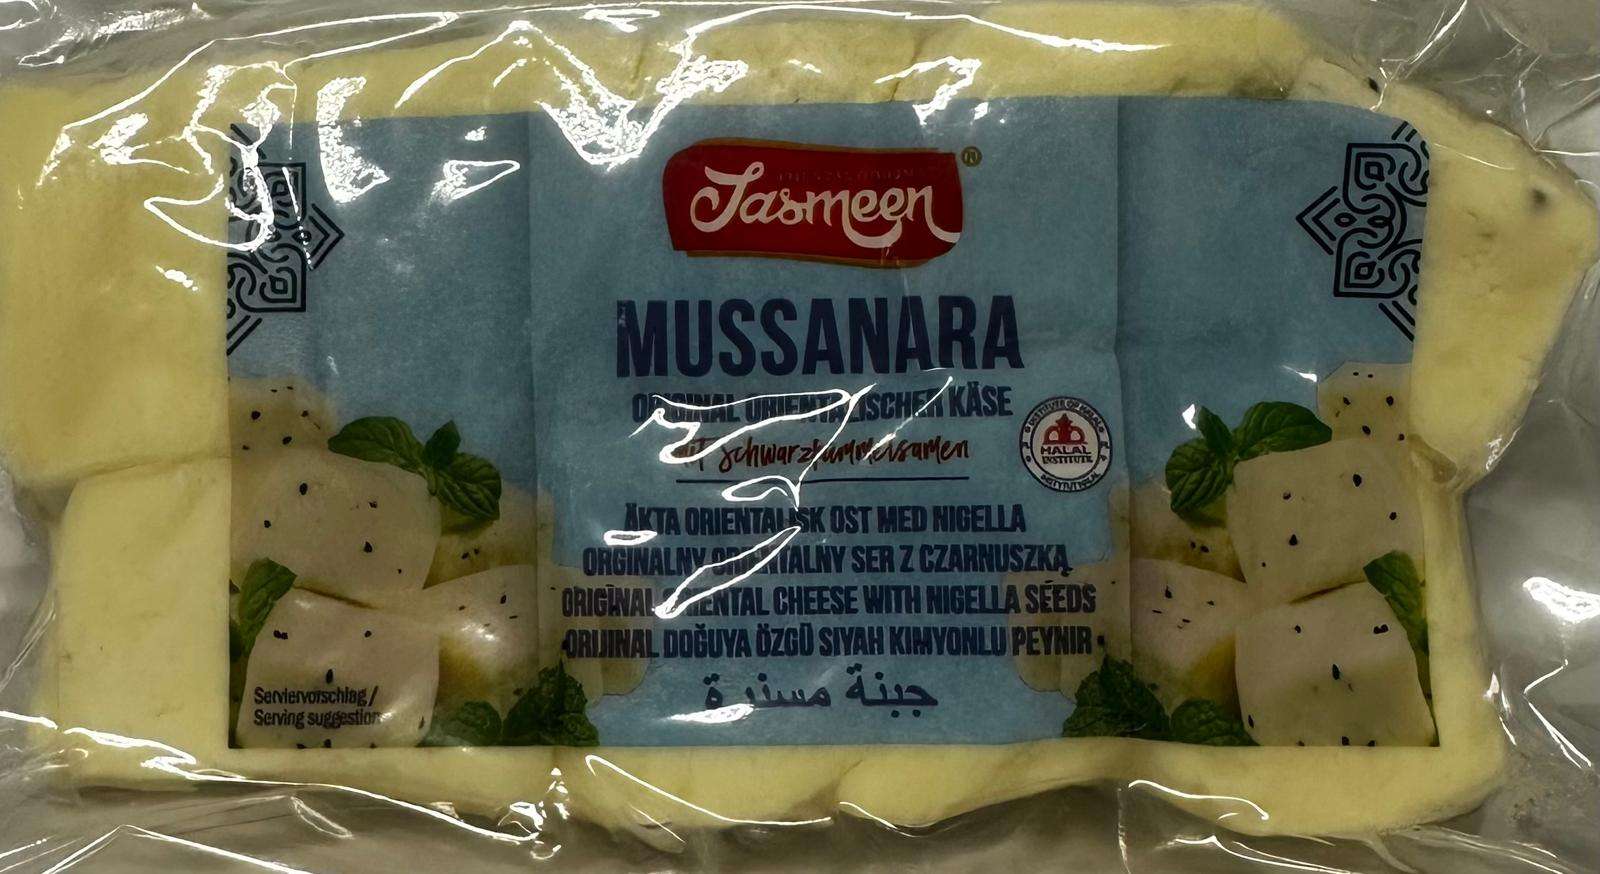 Jasmeen ®
MUSSANARA
ORIGINAL ORIENTALISCHER KÄSE
mit Schwarzkümmelsamen
HALAL
INSTITUTE
ÄKTA ORIENTALISK OST MED NIGELLA
ORGINALNY ORIENTALNY SER Z CZARNUSZKĄ
ORIGINAL ORIENTAL CHEESE WITH NIGELLA SEEDS
ORIJINAL DOĞUYA ÖZGÜ SIYAH KIMYONLU PEYNIR
جبنة مسنرة
Serviervorschlag /
Serving suggestion